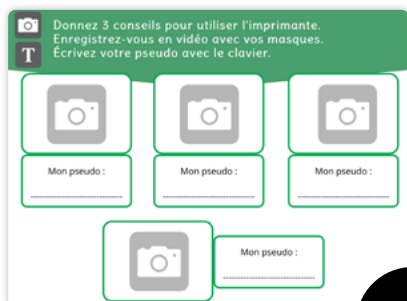 Donnez 3 conseils pour utiliser l'imprimante.
Enregistrez-vous en vidéo avec vos masques.
T Écrivez votre pseudo avec le clavier.
Mon pseudo : Mon pseudo : Mon pseudo :
Mon pseudo :